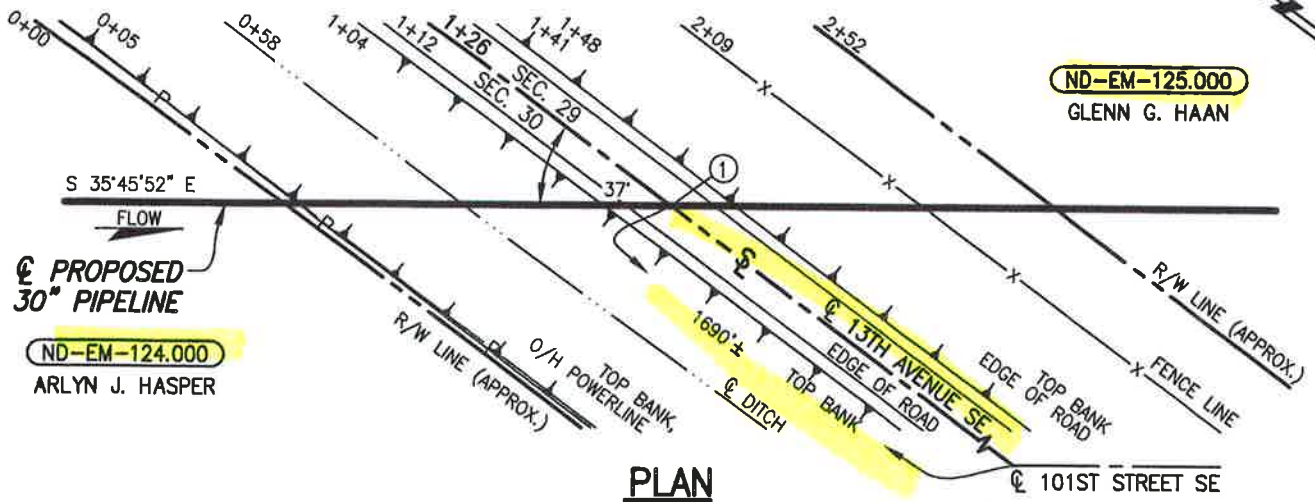 0+00
0+05
0+58
1+04
1+12
1+26
1+41
1+48
2+09
2+52
SEC. 29
SEC. 30
ND-EM-125.000
GLENN G. HAAN
P
X
X
X
X
S 35°45'52" E
FLOW
37°
1
P
P
℄ PROPOSED
30" PIPELINE
ND-EM-124.000
ARLYN J. HASPER
R/W LINE (APPROX.)
O/H POWERLINE
TOP BANK,
℄ DITCH
1690'±
TOP BANK
EDGE OF ROAD
℄ 13TH AVENUE SE
EDGE OF ROAD
TOP BANK
FENCE LINE
R/W LINE (APPROX.)
℄ 101ST STREET SE
PLAN